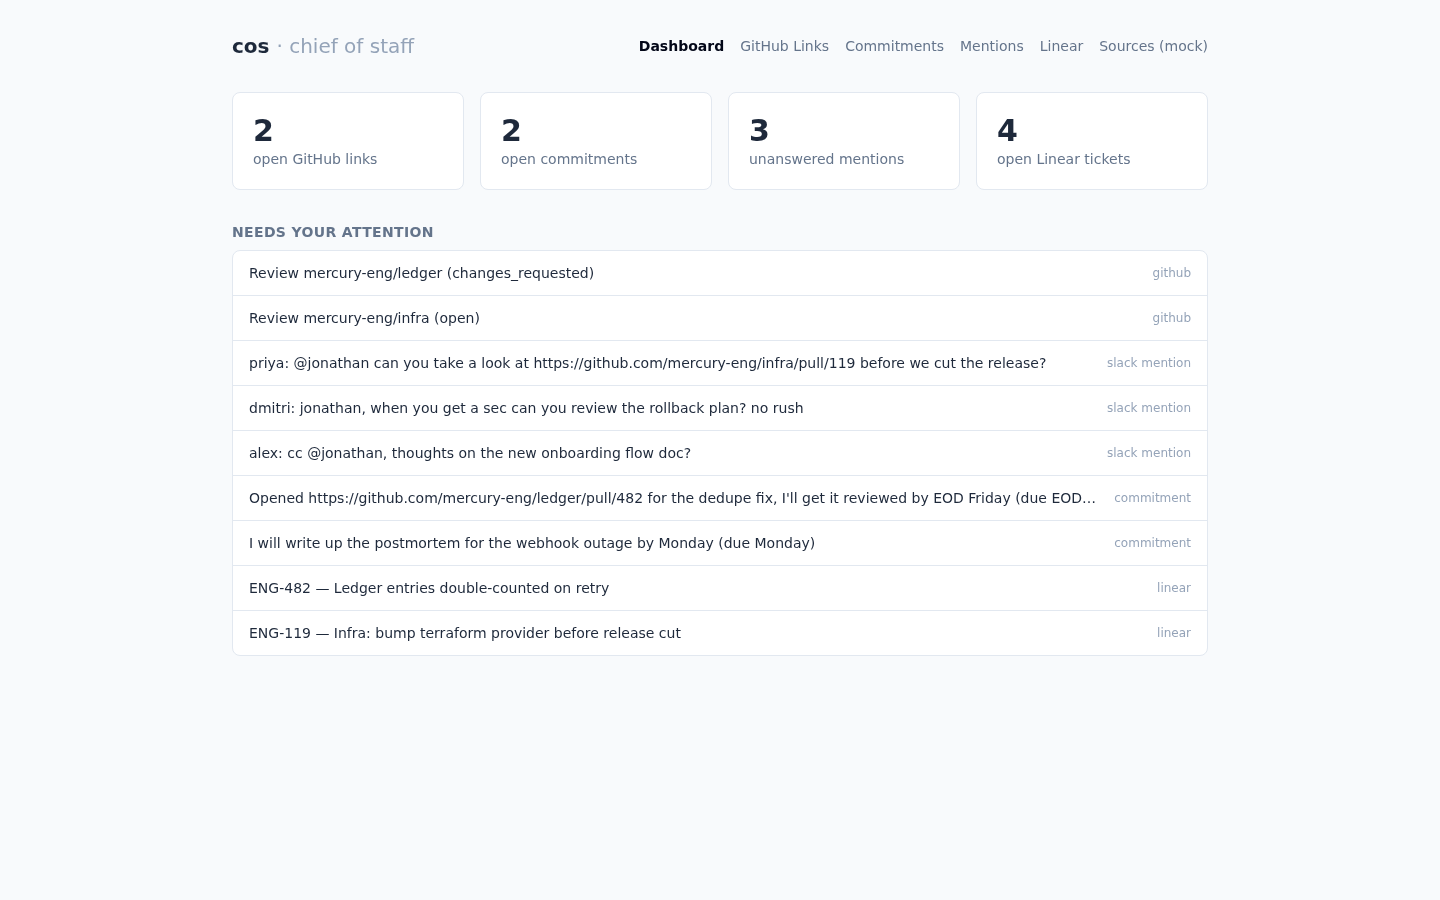 cos · chief of staff
Dashboard GitHub Links Commitments Mentions Linear Sources (mock)
2
open GitHub links
2
open commitments
3
unanswered mentions
4
open Linear tickets
NEEDS YOUR ATTENTION
Review mercury-eng/ledger (changes_requested) github
Review mercury-eng/infra (open) github
priya: @jonathan can you take a look at https://github.com/mercury-eng/infra/pull/119 before we cut the release? slack mention
dmitri: jonathan, when you get a sec can you review the rollback plan? no rush slack mention
alex: cc @jonathan, thoughts on the new onboarding flow doc? slack mention
Opened https://github.com/mercury-eng/ledger/pull/482 for the dedupe fix, I'll get it reviewed by EOD Friday (due EOD… commitment
I will write up the postmortem for the webhook outage by Monday (due Monday) commitment
ENG-482 — Ledger entries double-counted on retry linear
ENG-119 — Infra: bump terraform provider before release cut linear